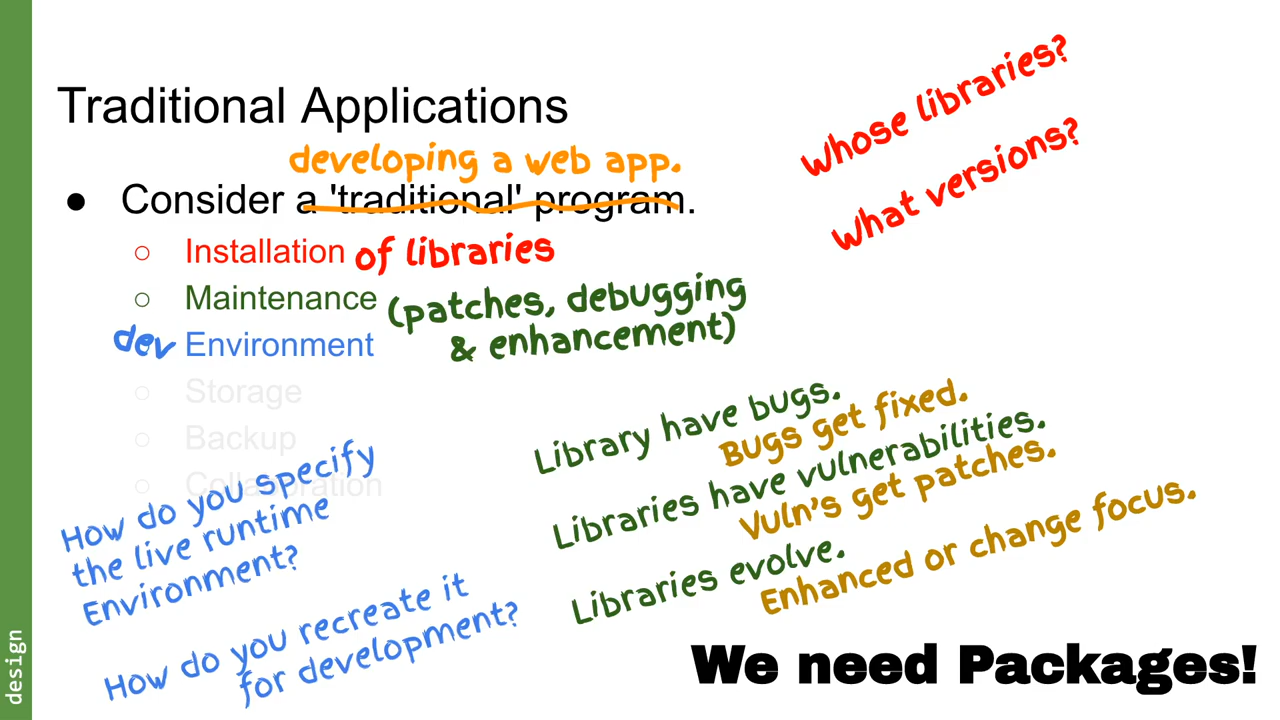 Traditional Applications
developing a web app.
Consider a 'traditional' program.
Installation of libraries
Maintenance (patches, debugging
& enhancement)
dev Environment
Storage
Backup
Collaboration
Whose libraries?
What versions?
Library have bugs.
Bugs get fixed.
Libraries have vulnerabilities.
Vuln's get patches.
Libraries evolve.
Enhanced or change focus.
How do you specify
the live runtime
Environment?
How do you recreate it
for development?
We need Packages!
design